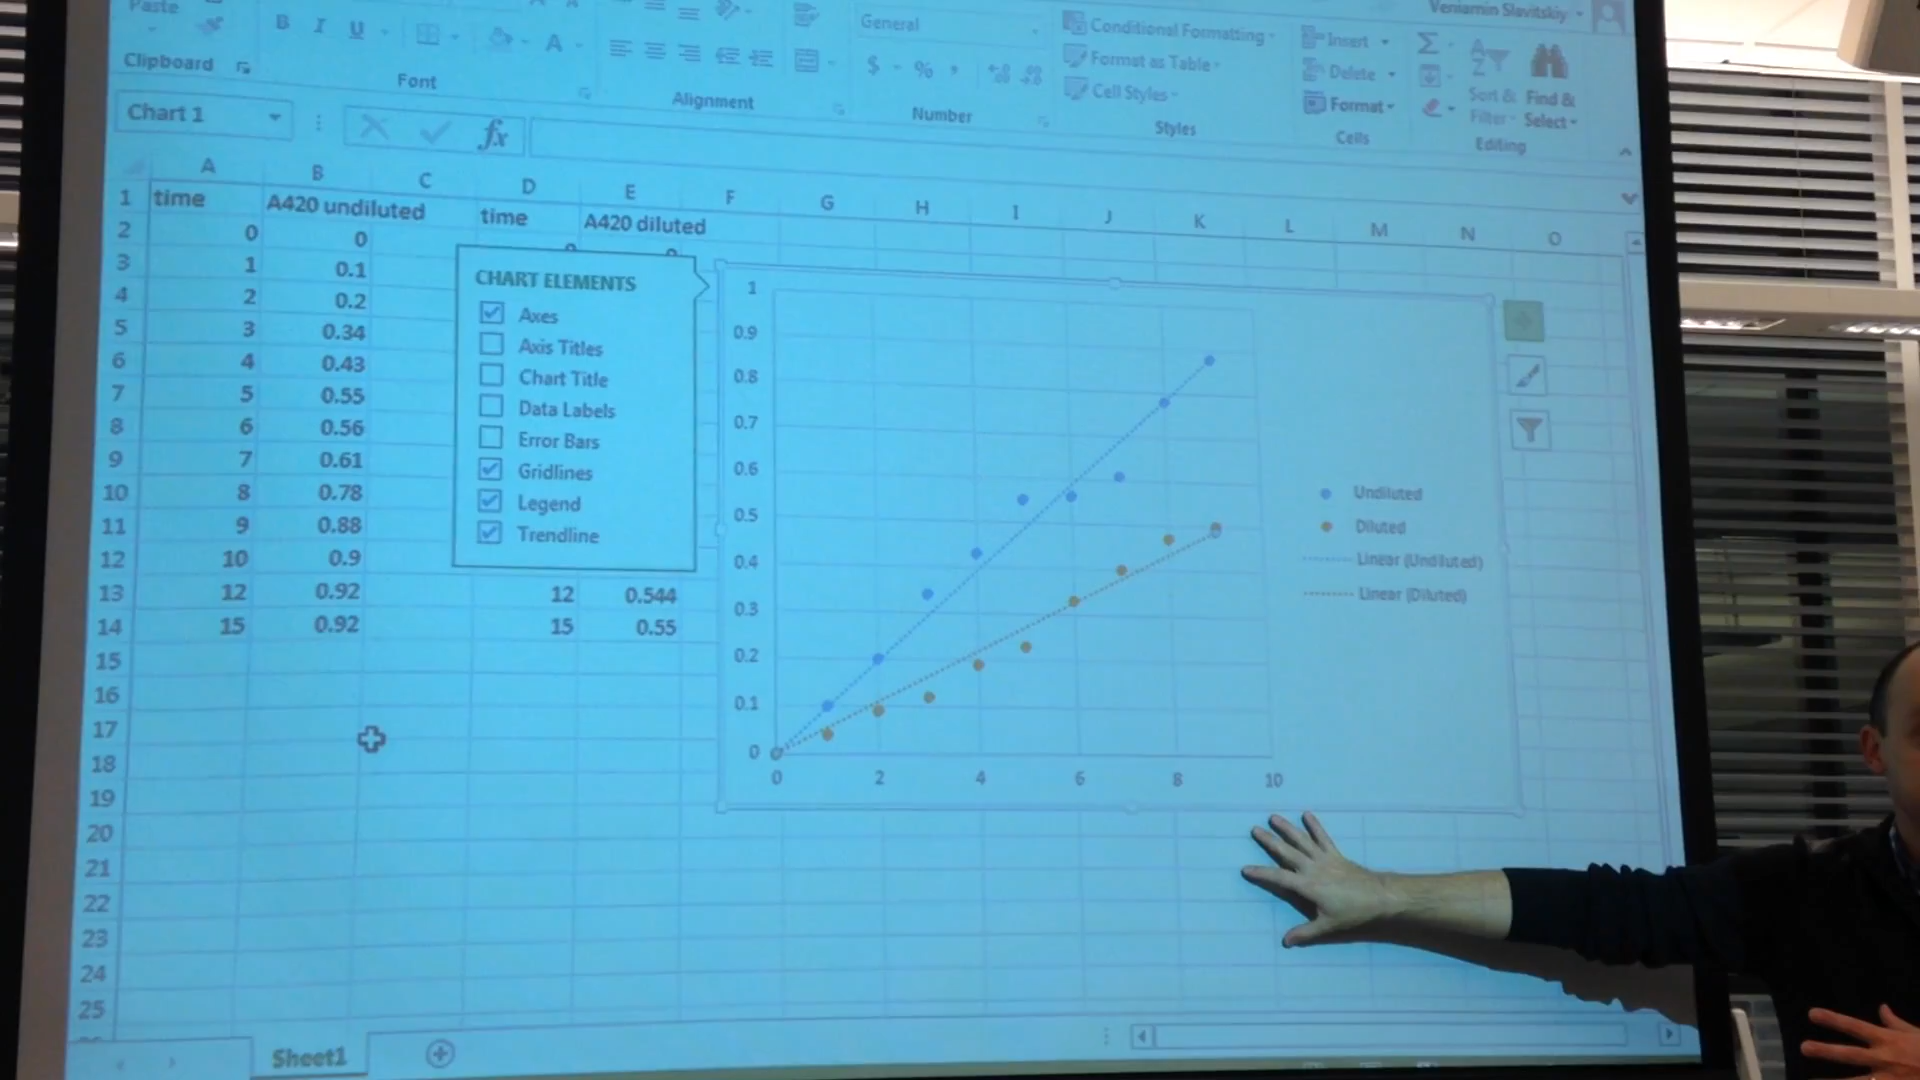 Paste
Veniamin Slavitskiy
B I U A
General
Conditional Formatting
Insert
Format as Table
Delete
Cell Styles
Format
Sort & Filter
Find & Select
$ % ,
Clipboard
Font
Alignment
Number
Styles
Cells
Editing
Chart 1
fx
A B C D E F G H I J K L M N O
1 time A420 undiluted time A420 diluted
2 0 0
3 1 0.1
4 2 0.2
5 3 0.34
6 4 0.43
7 5 0.55
8 6 0.56
9 7 0.61
10 8 0.78
11 9 0.88
12 10 0.9
13 12 0.92 12 0.544
14 15 0.92 15 0.55
15
16
17
18
19
20
21
22
23
24
25
CHART ELEMENTS
Axes
Axis Titles
Chart Title
Data Labels
Error Bars
Gridlines
Legend
Trendline
1
0.9
0.8
0.7
0.6
0.5
0.4
0.3
0.2
0.1
0
0 2 4 6 8 10
Undiluted
Diluted
Linear (Undiluted)
Linear (Diluted)
Sheet1